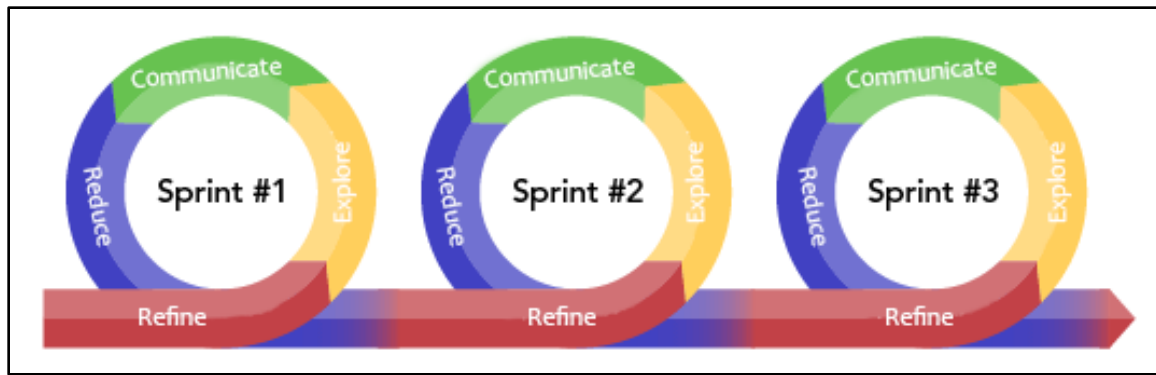 Communicate
Reduce
Sprint #1
Explore
Refine
Communicate
Reduce
Sprint #2
Explore
Refine
Communicate
Reduce
Sprint #3
Explore
Refine